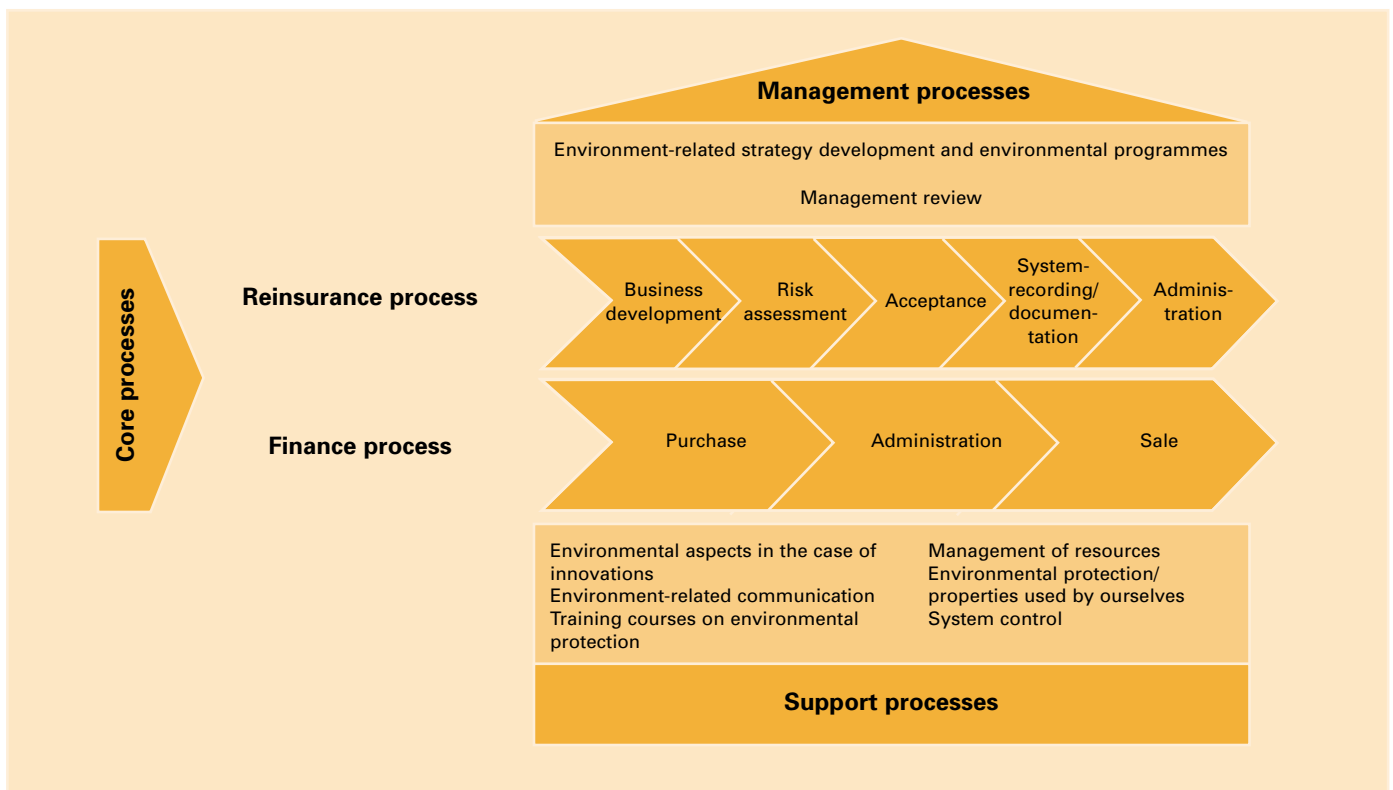 Management processes
Environment-related strategy development and environmental programmes
Management review
Core processes
Reinsurance process
Business
development
Risk
assessment
Acceptance
System-
recording/
documen-
tation
Adminis-
tration
Finance process
Purchase
Administration
Sale
Environmental aspects in the case of
innovations
Environment-related communication
Training courses on environmental
protection
Management of resources
Environmental protection/
properties used by ourselves
System control
Support processes